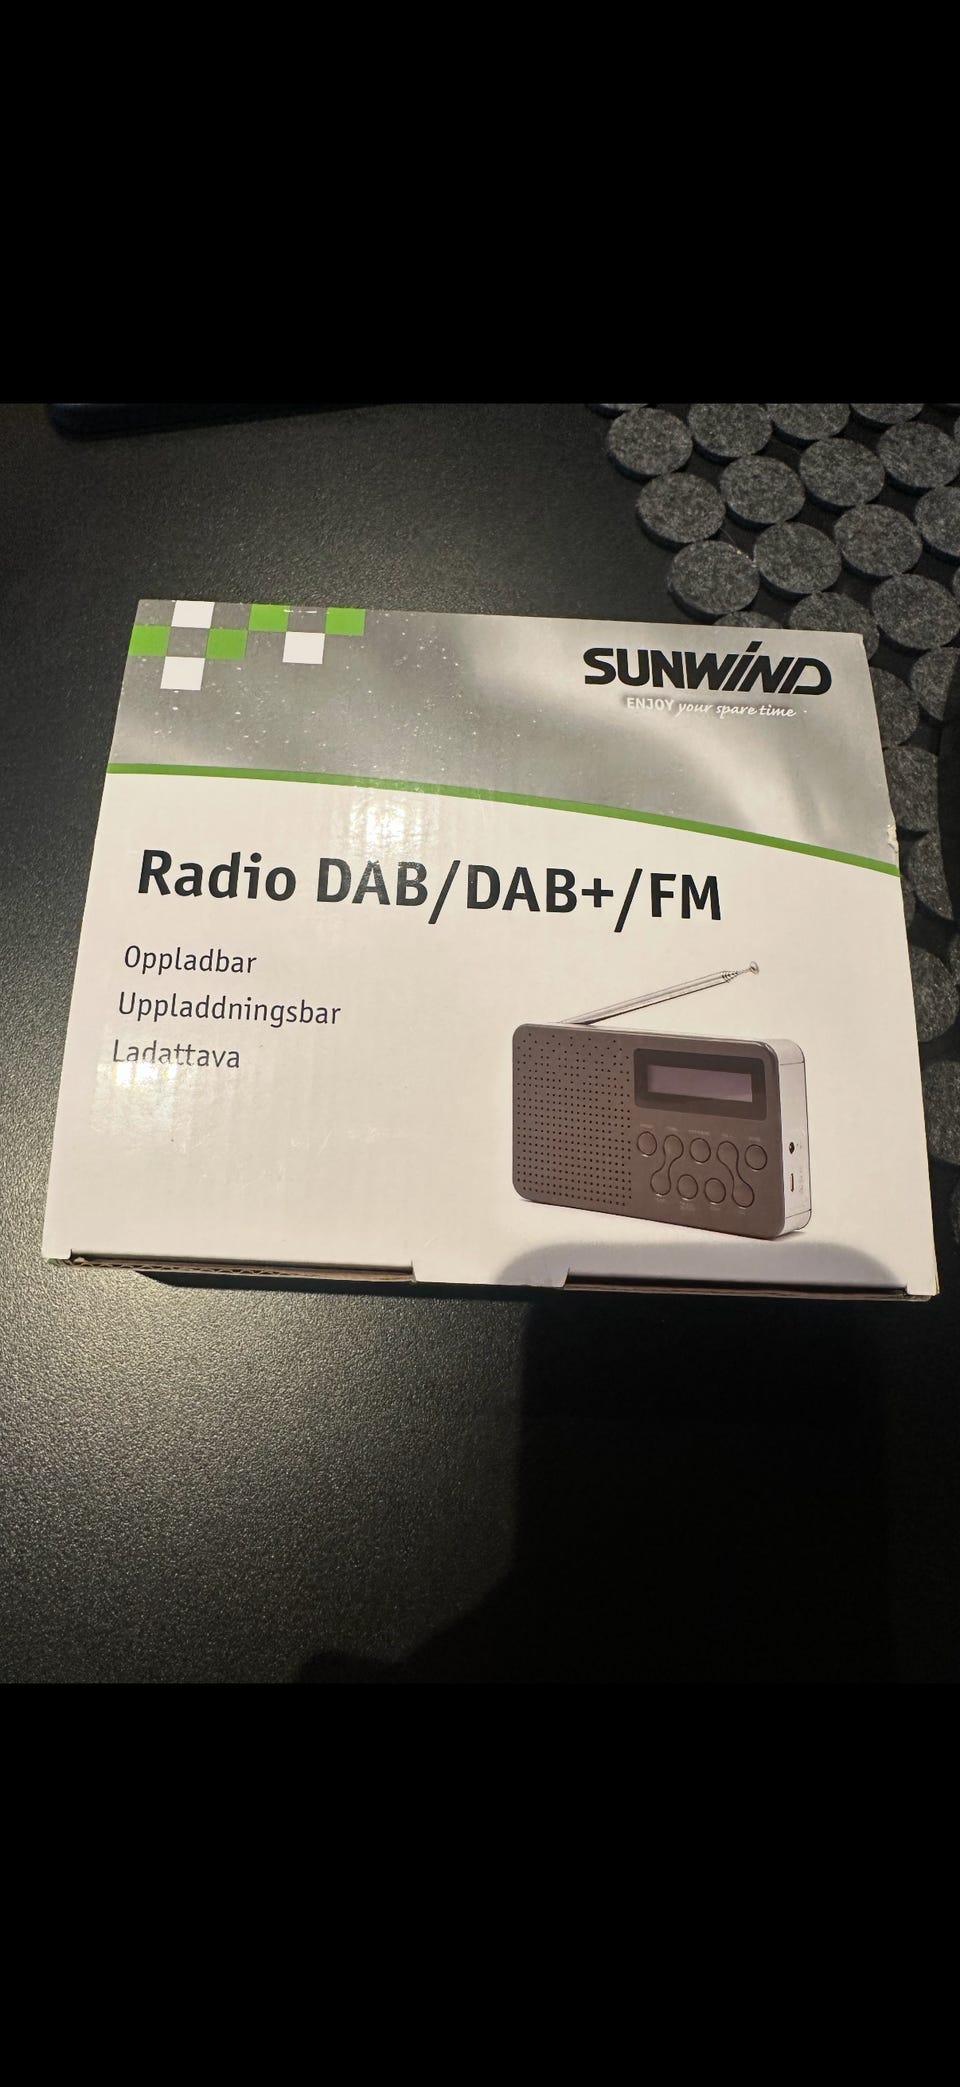 SUNWIND
ENJOY your spare time
Radio DAB/DAB+/FM
Oppladbar
Uppladdningsbar
Ladattava